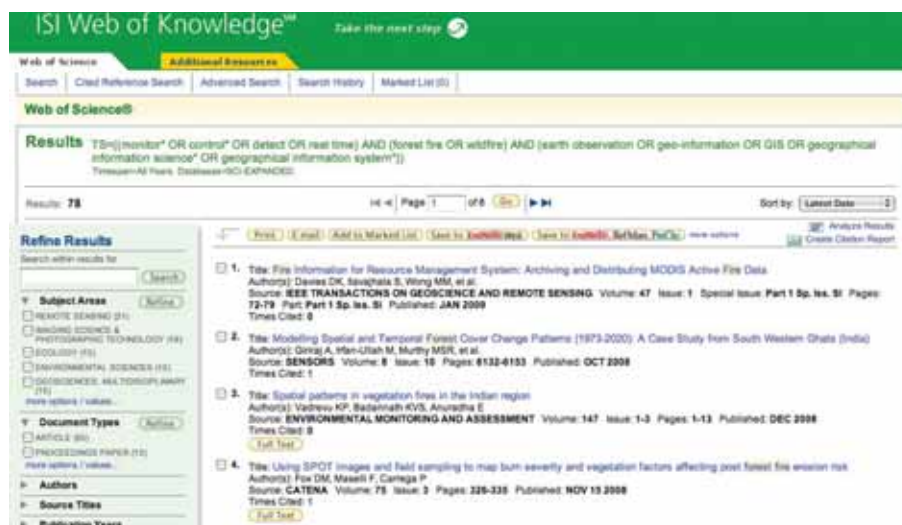 ISI Web of Knowledge℠ Take the next step
Web of Science Additional Resources
Search Cited Reference Search Advanced Search Search History Marked List (0)
Web of Science®
Results TS=((monitor* OR control* OR detect OR real time) AND (forest fire OR wildfire) AND (earth observation OR geo-information OR GIS OR geographical
information science* OR geographical information system*))
Timespan=All Years. Databases=SCI-EXPANDED.
Results: 78 Page 1 of 8 Go Sort by: Latest Date
Print E-mail Add to Marked List Save to EndNote Web Save to EndNote, RefMan, ProCite more options
Analyze Results
Create Citation Report
Refine Results
Search within results for
Search
Subject Areas Refine
REMOTE SENSING (21)
IMAGING SCIENCE &
PHOTOGRAPHIC TECHNOLOGY
ECOLOGY (15)
ENVIRONMENTAL SCIENCES (15)
GEOSCIENCES, MULTIDISCIPLINARY
(15)
more options / values...
Document Types Refine
ARTICLE
PROCEEDINGS PAPER
more options / values...
Authors
Source Titles
Publication Years
1. Title: Fire Information for Resource Management System: Archiving and Distributing MODIS Active Fire Data
Author(s): Davies DK, Ilavajhala S, Wong MM, et al.
Source: IEEE TRANSACTIONS ON GEOSCIENCE AND REMOTE SENSING Volume: 47 Issue: 1 Special Issue: Part 1 Sp. Iss. SI Pages:
72-79 Part: Part 1 Sp. Iss. SI Published: JAN 2009
Times Cited: 0
2. Title: Modelling Spatial and Temporal Forest Cover Change Patterns (1973-2020): A Case Study from South Western Ghats (India)
Author(s): Giriraj A, Irfan-Ullah M, Murthy MSR, et al.
Source: SENSORS Volume: 8 Issue: 10 Pages: 6132-6153 Published: OCT 2008
Times Cited: 1
3. Title: Spatial patterns in vegetation fires in the Indian region
Author(s): Vadrevu KP, Badarinath KVS, Anuradha E
Source: ENVIRONMENTAL MONITORING AND ASSESSMENT Volume: 147 Issue: 1-3 Pages: 1-13 Published: DEC 2008
Times Cited: 0
Full Text
4. Title: Using SPOT images and field sampling to map burn severity and vegetation factors affecting post forest fire erosion risk
Author(s): Fox DM, Maselli F, Carrega P
Source: CATENA Volume: 75 Issue: 3 Pages: 326-335 Published: NOV 15 2008
Times Cited: 1
Full Text